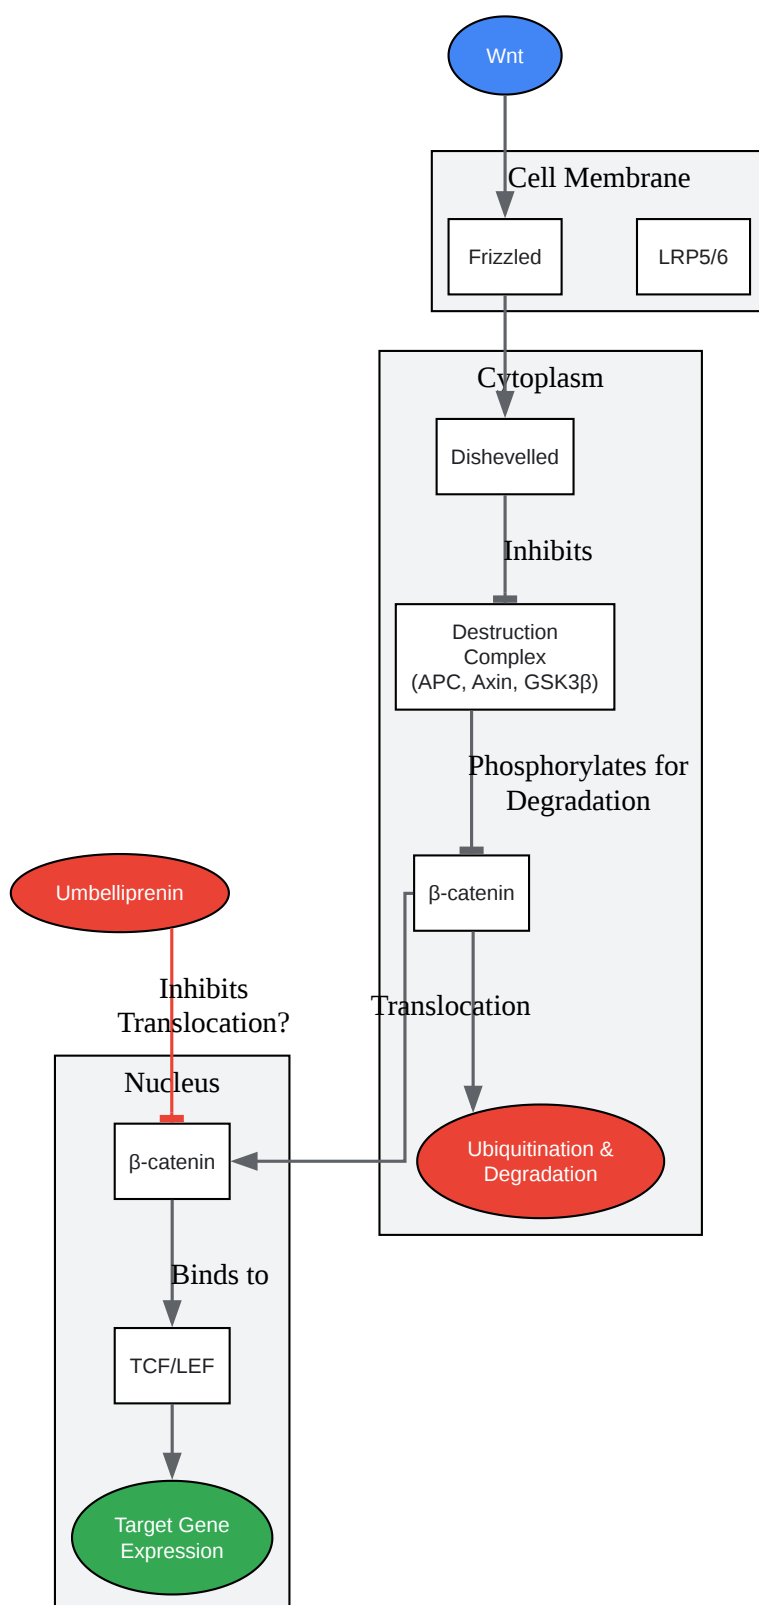 Wnt
Cell Membrane
Frizzled
LRP5/6
Cytoplasm
Dishevelled
Inhibits
Destruction
Complex
(APC, Axin, GSK3β)
Phosphorylates for
Degradation
Umbelliprenin
β-catenin
Inhibits
Translocation?
Translocation
Nucleus
β-catenin
Ubiquitination &
Degradation
Binds to
TCF/LEF
Target Gene
Expression